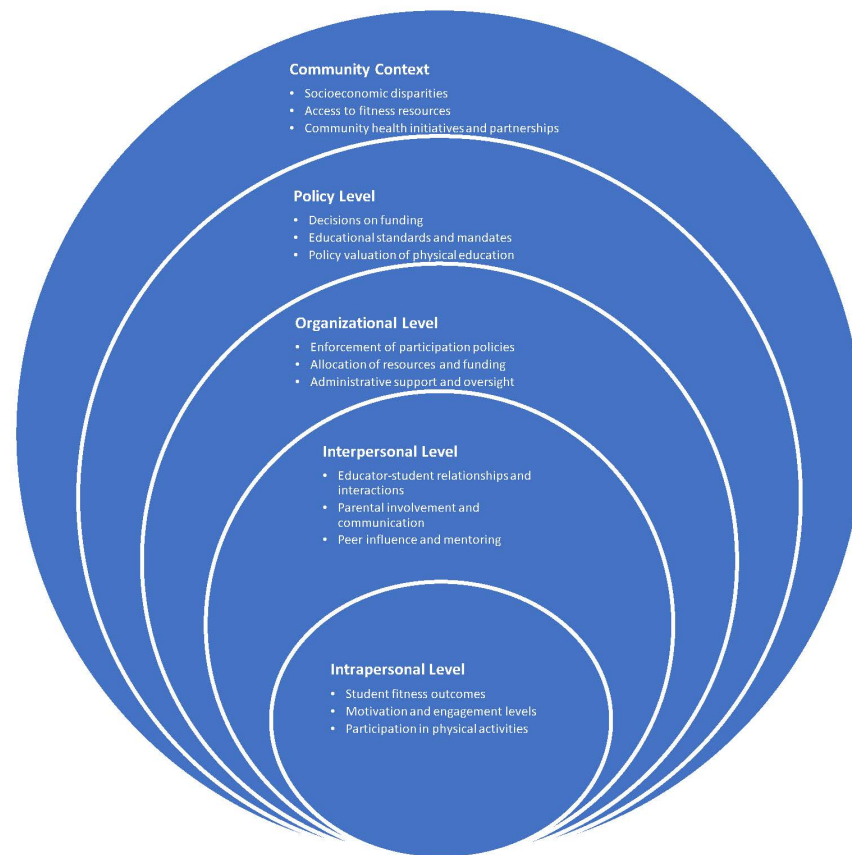 Community Context
• Socioeconomic disparities
• Access to fitness resources
• Community health initiatives and partnerships
Policy Level
• Decisions on funding
• Educational standards and mandates
• Policy valuation of physical education
Organizational Level
• Enforcement of participation policies
• Allocation of resources and funding
• Administrative support and oversight
Interpersonal Level
• Educator-student relationships and
interactions
• Parental involvement and
communication
• Peer influence and mentoring
Intrapersonal Level
• Student fitness outcomes
• Motivation and engagement levels
• Participation in physical activities